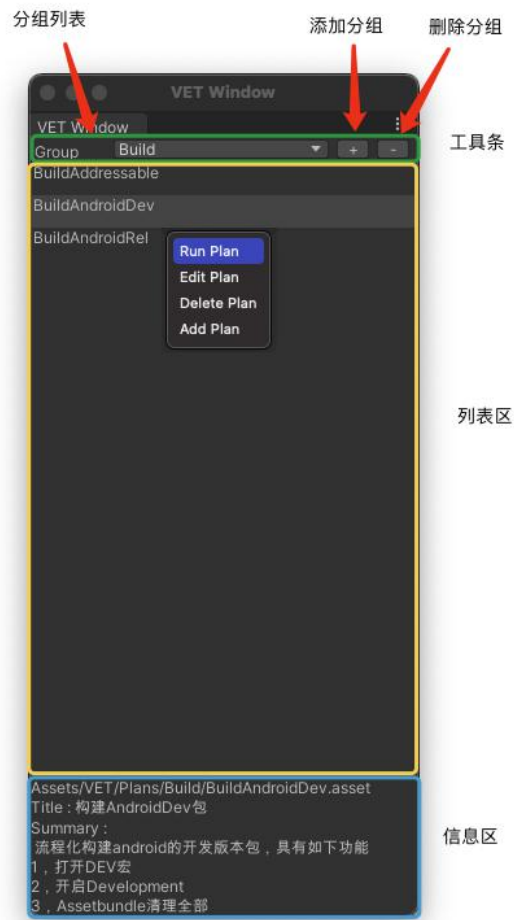 分组列表
添加分组
删除分组
VET Window
VET Window
工具条
Group
Build
+
-
BuildAddressable
BuildAndroidDev
BuildAndroidRel
Run Plan
Edit Plan
Delete Plan
Add Plan
列表区
Assets/VET/Plans/Build/BuildAndroidDev.asset
Title : 构建AndroidDev包
Summary :
流程化构建android的开发版本包，具有如下功能
1，打开DEV宏
2，开启Development
3，Assetbundle清理全部
信息区